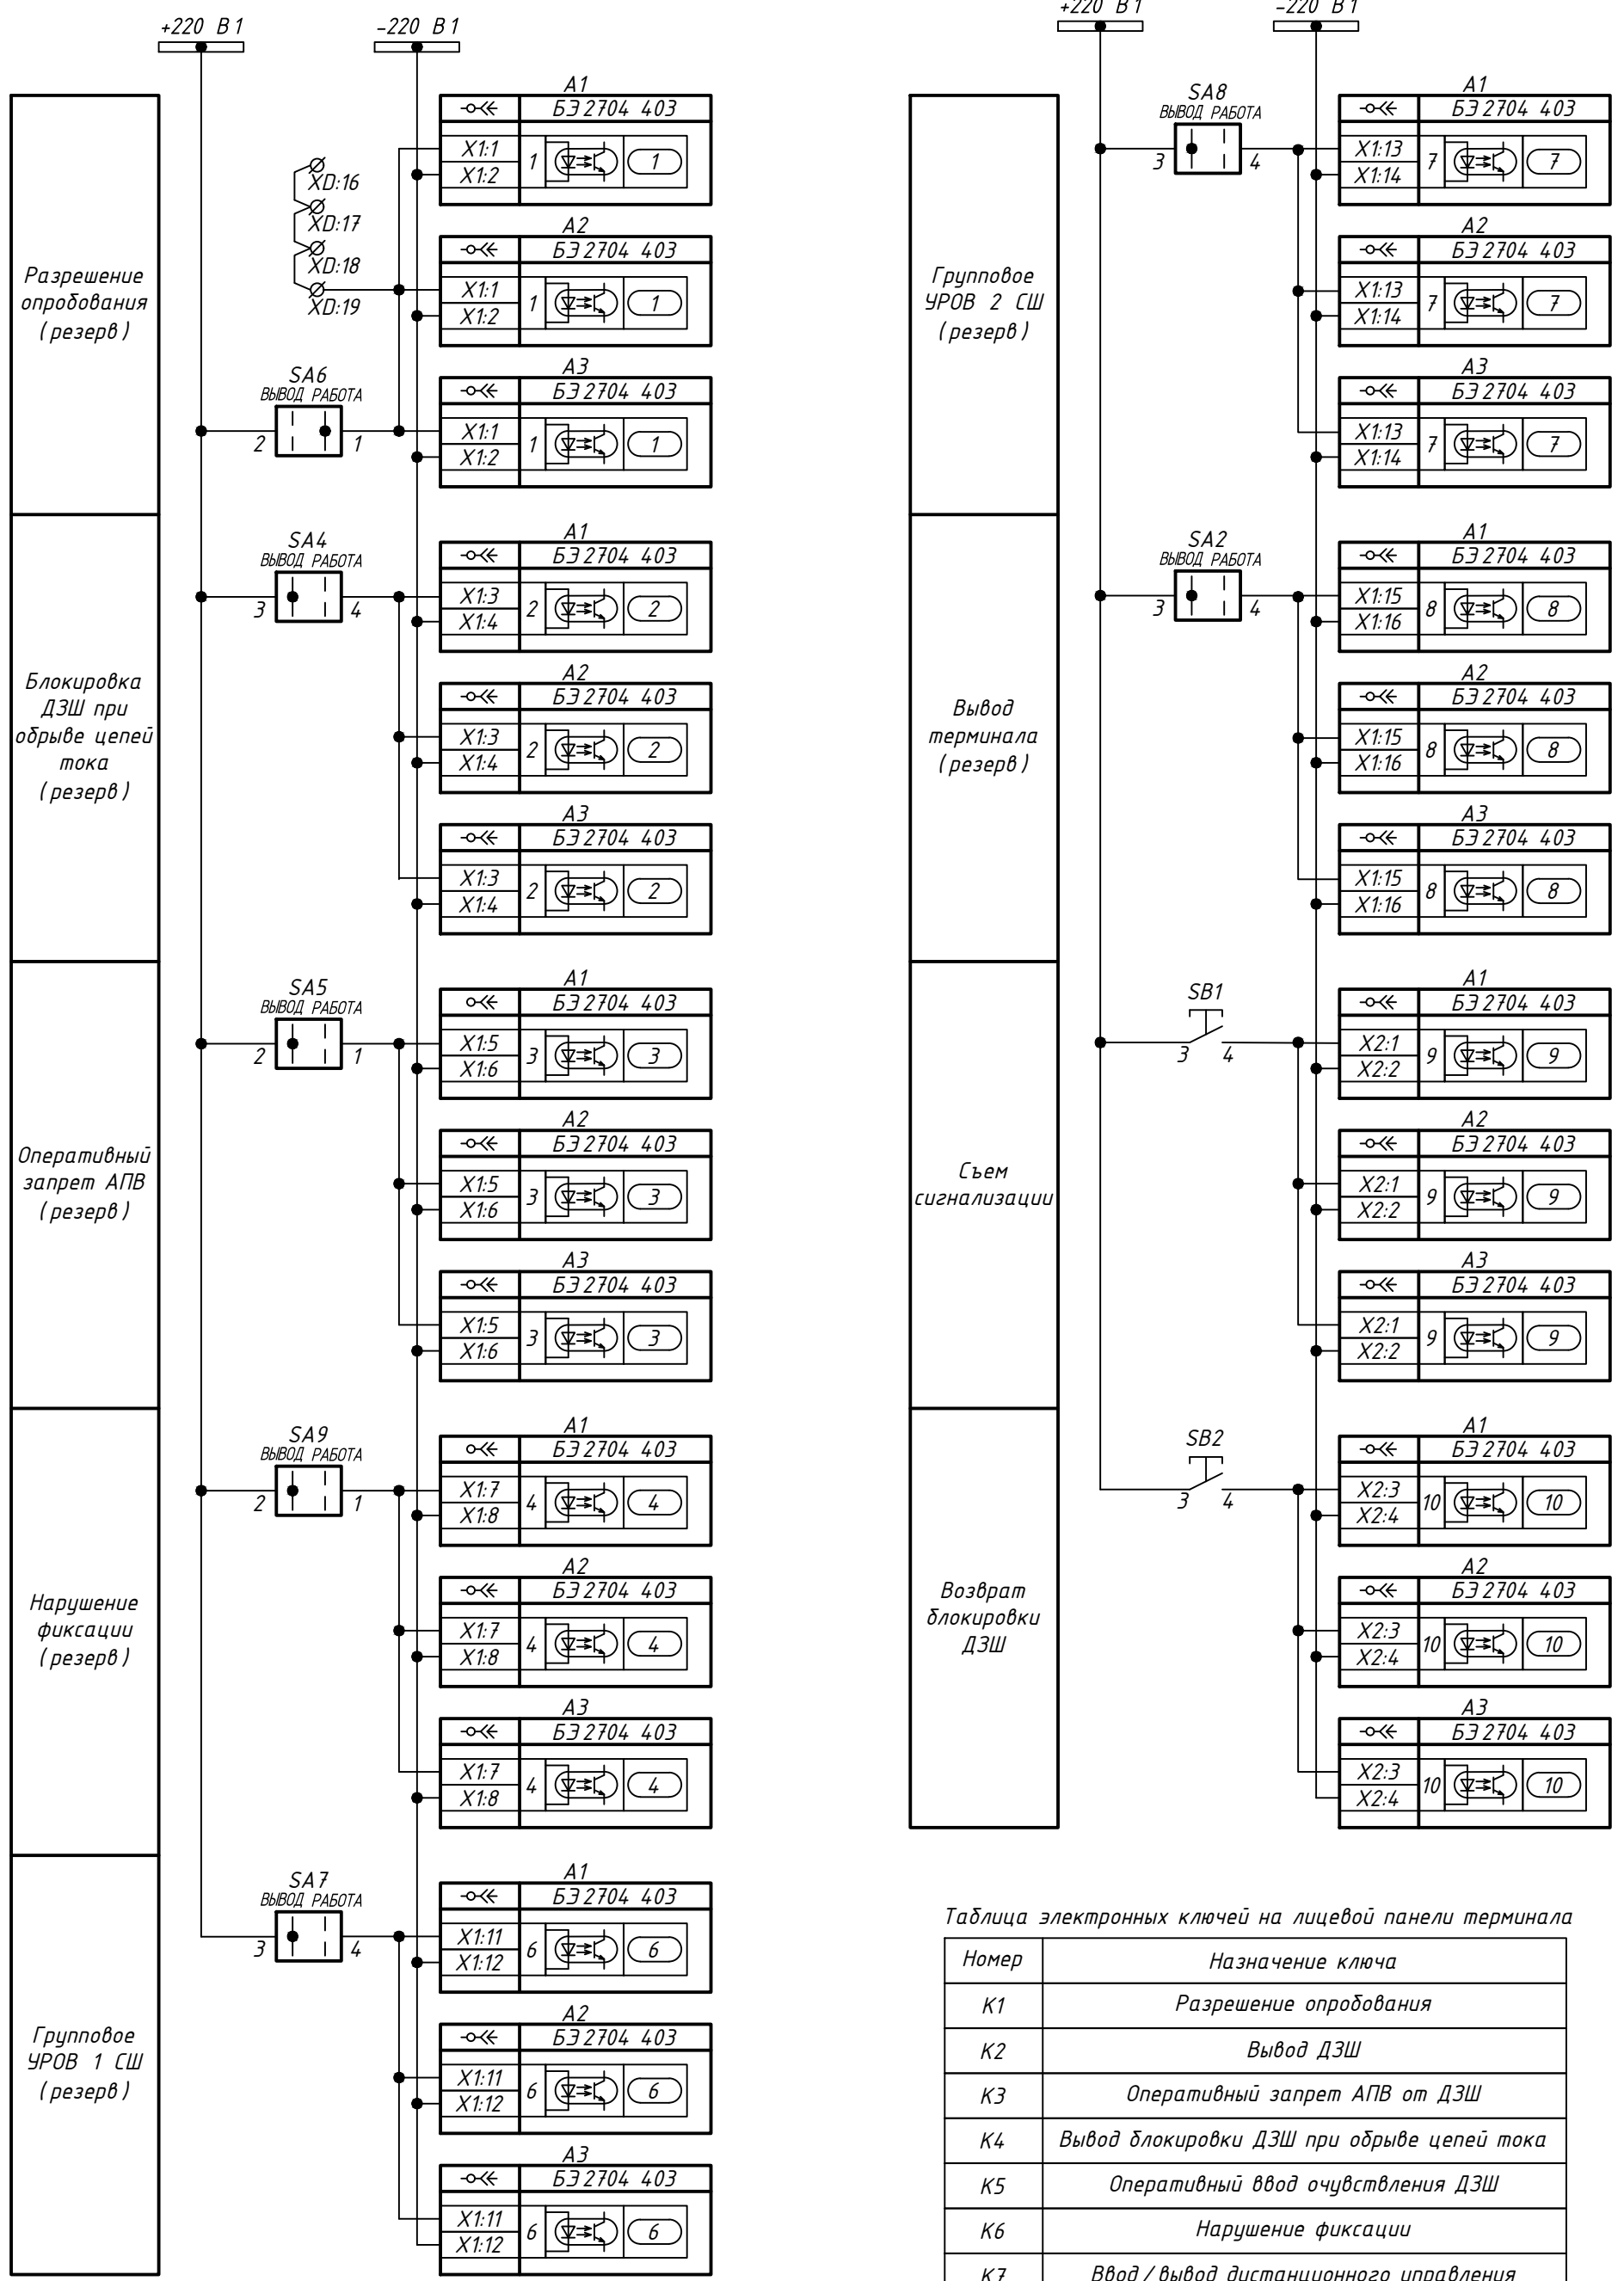 +220 В1
-220 В1
Разрешение
опробования
(резерв)
XD:16
XD:17
XD:18
XD:19
SA6
ВЫВОД РАБОТА
2
1
A1
БЭ2704 403
X1:1
X1:2
1
1
A2
БЭ2704 403
X1:1
X1:2
1
1
A3
БЭ2704 403
X1:1
X1:2
1
1
Блокировка
ДЗШ при
обрыве цепей
тока
(резерв)
SA4
ВЫВОД РАБОТА
3
4
A1
БЭ2704 403
X1:3
X1:4
2
2
A2
БЭ2704 403
X1:3
X1:4
2
2
A3
БЭ2704 403
X1:3
X1:4
2
2
Оперативный
запрет АПВ
(резерв)
SA5
ВЫВОД РАБОТА
2
1
A1
БЭ2704 403
X1:5
X1:6
3
3
A2
БЭ2704 403
X1:5
X1:6
3
3
A3
БЭ2704 403
X1:5
X1:6
3
3
Нарушение
фиксации
(резерв)
SA9
ВЫВОД РАБОТА
2
1
A1
БЭ2704 403
X1:7
X1:8
4
4
A2
БЭ2704 403
X1:7
X1:8
4
4
A3
БЭ2704 403
X1:7
X1:8
4
4
Групповое
УРОВ 1 СШ
(резерв)
SA7
ВЫВОД РАБОТА
3
4
A1
БЭ2704 403
X1:11
X1:12
6
6
A2
БЭ2704 403
X1:11
X1:12
6
6
A3
БЭ2704 403
X1:11
X1:12
6
6
+220 В1
-220 В1
Групповое
УРОВ 2 СШ
(резерв)
SA8
ВЫВОД РАБОТА
3
4
A1
БЭ2704 403
X1:13
X1:14
7
7
A2
БЭ2704 403
X1:13
X1:14
7
7
A3
БЭ2704 403
X1:13
X1:14
7
7
Вывод
терминала
(резерв)
SA2
ВЫВОД РАБОТА
3
4
A1
БЭ2704 403
X1:15
X1:16
8
8
A2
БЭ2704 403
X1:15
X1:16
8
8
A3
БЭ2704 403
X1:15
X1:16
8
8
Съем
сигнализации
SB1
3
4
A1
БЭ2704 403
X2:1
X2:2
9
9
A2
БЭ2704 403
X2:1
X2:2
9
9
A3
БЭ2704 403
X2:1
X2:2
9
9
Возврат
блокировки
ДЗШ
SB2
3
4
A1
БЭ2704 403
X2:3
X2:4
10
10
A2
БЭ2704 403
X2:3
X2:4
10
10
A3
БЭ2704 403
X2:3
X2:4
10
10
Таблица электронных ключей на лицевой панели терминала
Номер Назначение ключа
К1 Разрешение опробования
К2 Вывод ДЗШ
К3 Оперативный запрет АПВ от ДЗШ
К4 Вывод блокировки ДЗШ при обрыве цепей тока
К5 Оперативный ввод очувствления ДЗШ
К6 Нарушение фиксации
К7 Ввод/вывод дистанционного управления